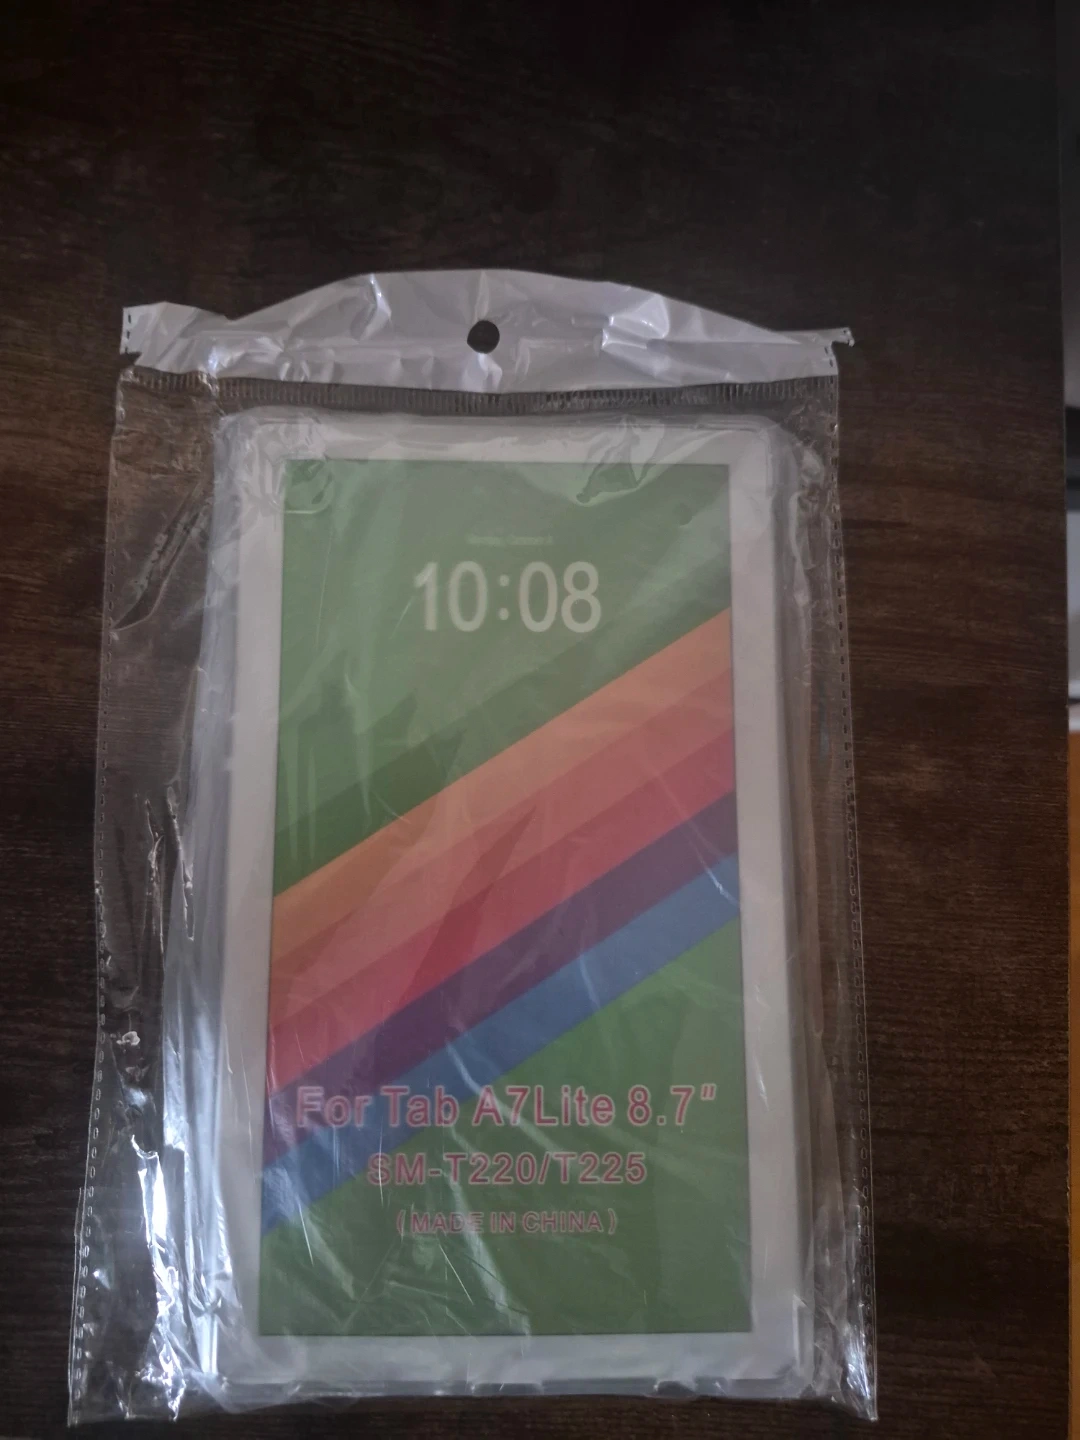 10:08
For Tab A7Lite 8.7"
SM-T220/T225
(MADE IN CHINA)